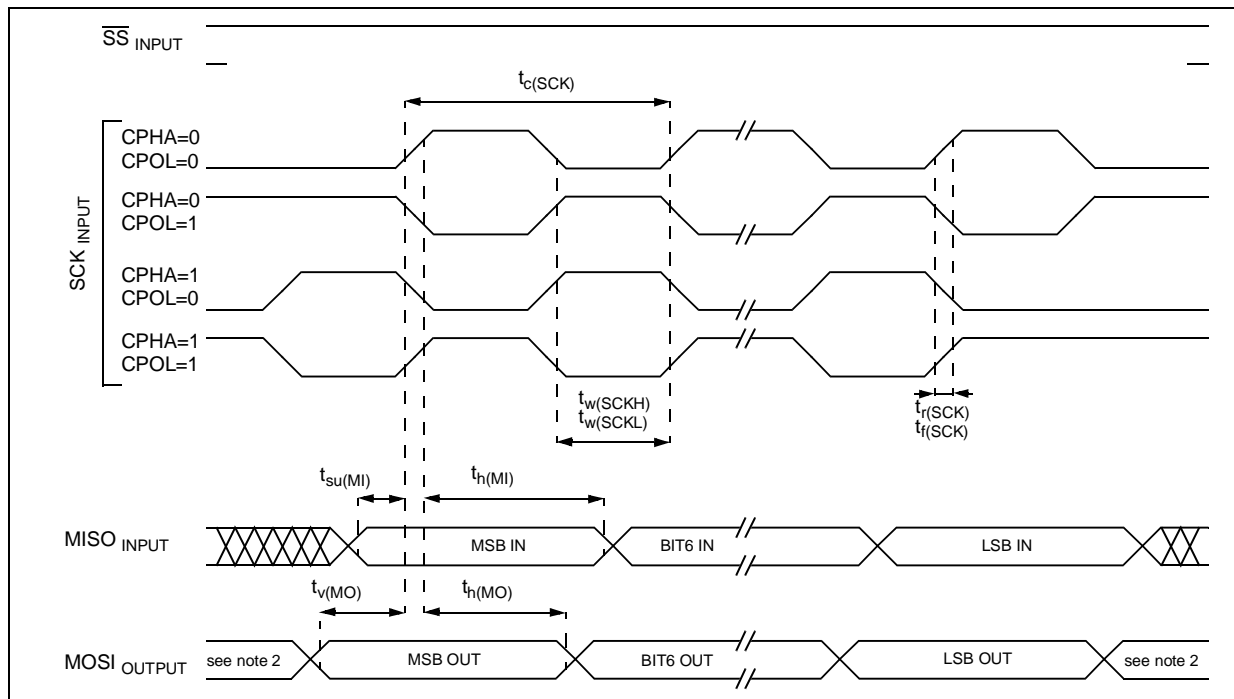 SS INPUT
tc(SCK)
SCK INPUT
CPHA=0
CPOL=0
CPHA=0
CPOL=1
CPHA=1
CPOL=0
CPHA=1
CPOL=1
tw(SCKH)
tw(SCKL)
tr(SCK)
tf(SCK)
tsu(MI)
th(MI)
MISO INPUT
MSB IN
BIT6 IN
LSB IN
tv(MO)
th(MO)
MOSI OUTPUT
see note 2
MSB OUT
BIT6 OUT
LSB OUT
see note 2